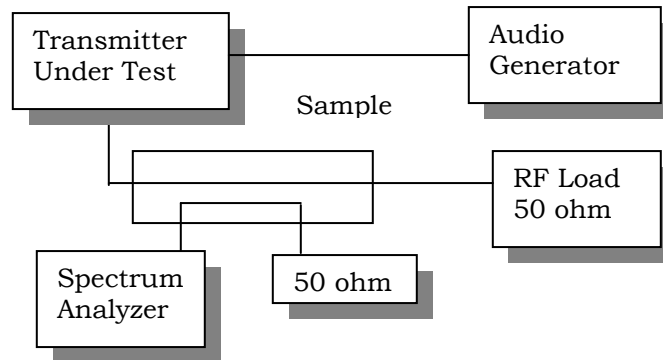 Transmitter
Under Test
Audio
Generator
Sample
RF Load
50 ohm
Spectrum
Analyzer
50 ohm